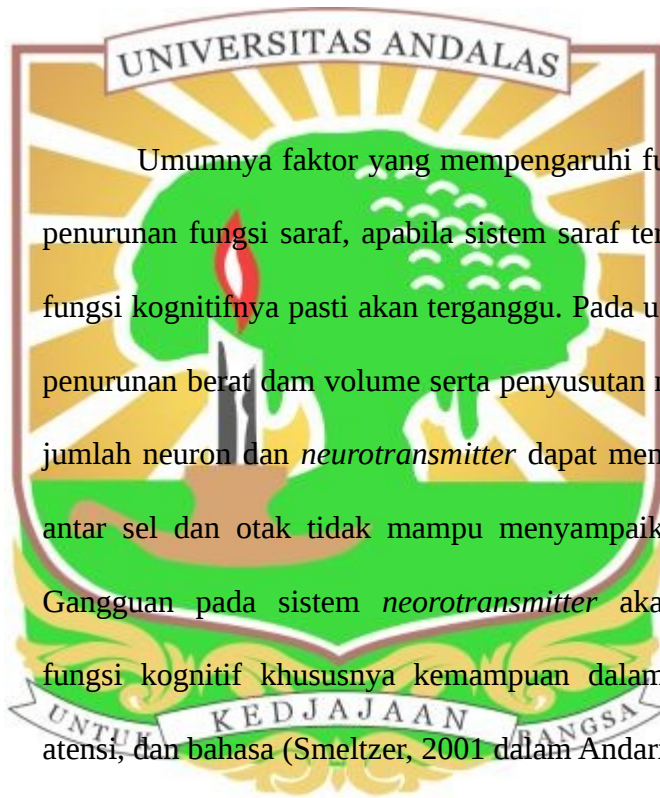 UNIVERSITAS ANDALAS
Umumnya faktor yang mempengaruhi fu
penurunan fungsi saraf, apabila sistem saraf ter
fungsi kognitifnya pasti akan terganggu. Pada u
penurunan berat dam volume serta penyusutan
jumlah neuron dan neurotransmitter dapat men
antar sel dan otak tidak mampu menyampaik
Gangguan pada sistem neorotransmitter aka
fungsi kognitif khususnya kemampuan dalam
UNTUK KEDJAJAAN BANGSA
atensi, dan bahasa (Smeltzer, 2001 dalam Andari